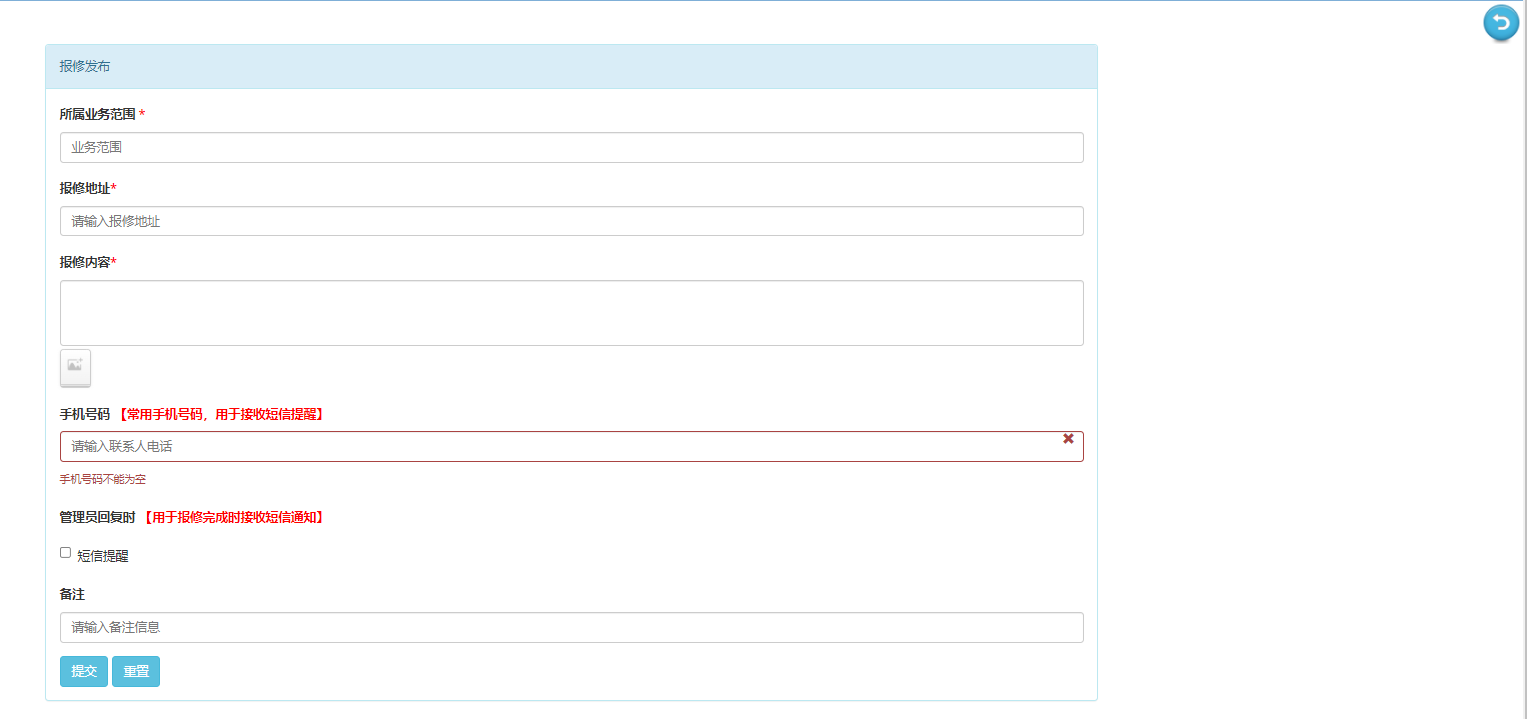 报修发布
所属业务范围 *
业务范围
报修地址*
请输入报修地址
报修内容*
手机号码 【常用手机号码，用于接收短信提醒】
请输入联系人电话
手机号码不能为空
管理员回复时 【用于报修完成时接收短信通知】
短信提醒
备注
请输入备注信息
提交 重置